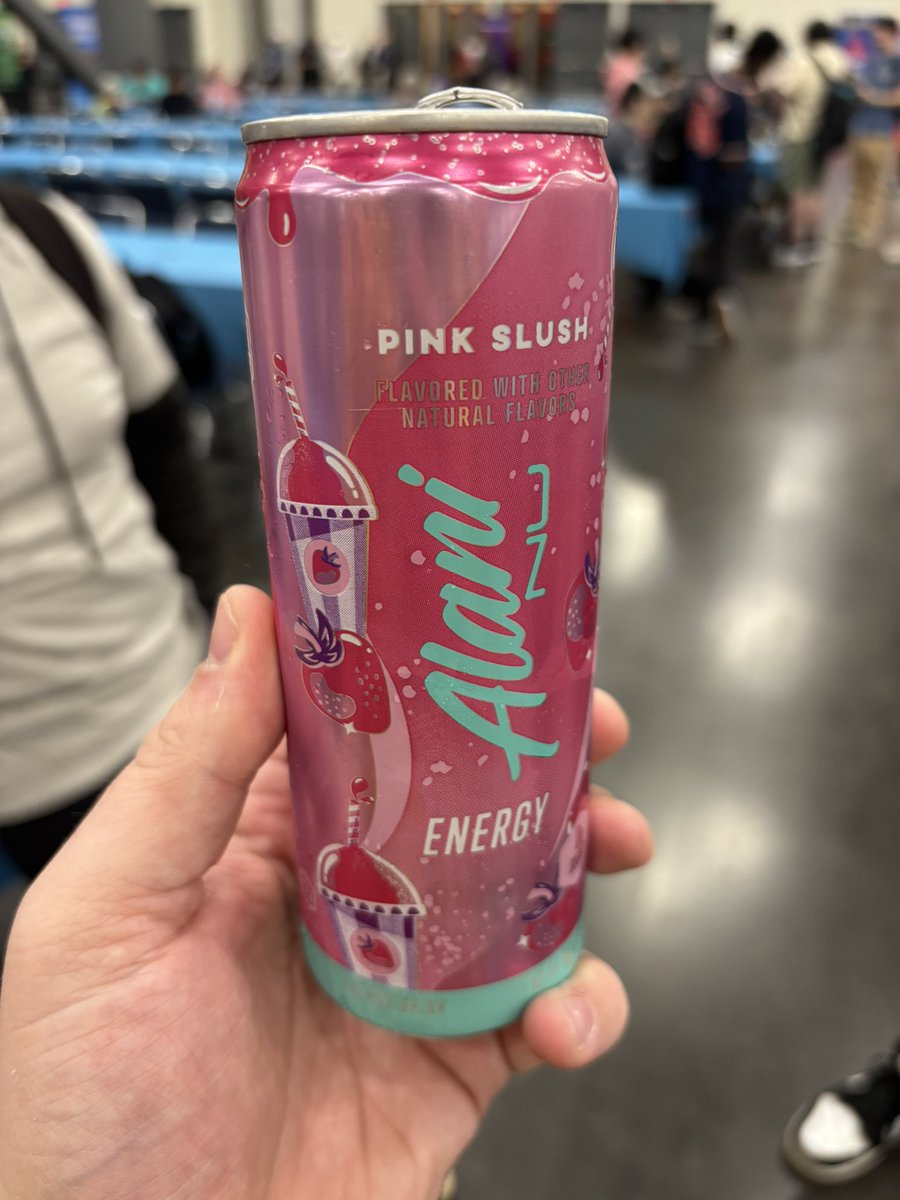 PINK SLUSH
FLAVORED WITH OTHER
NATURAL FLAVORS
Alani
NU
ENERGY